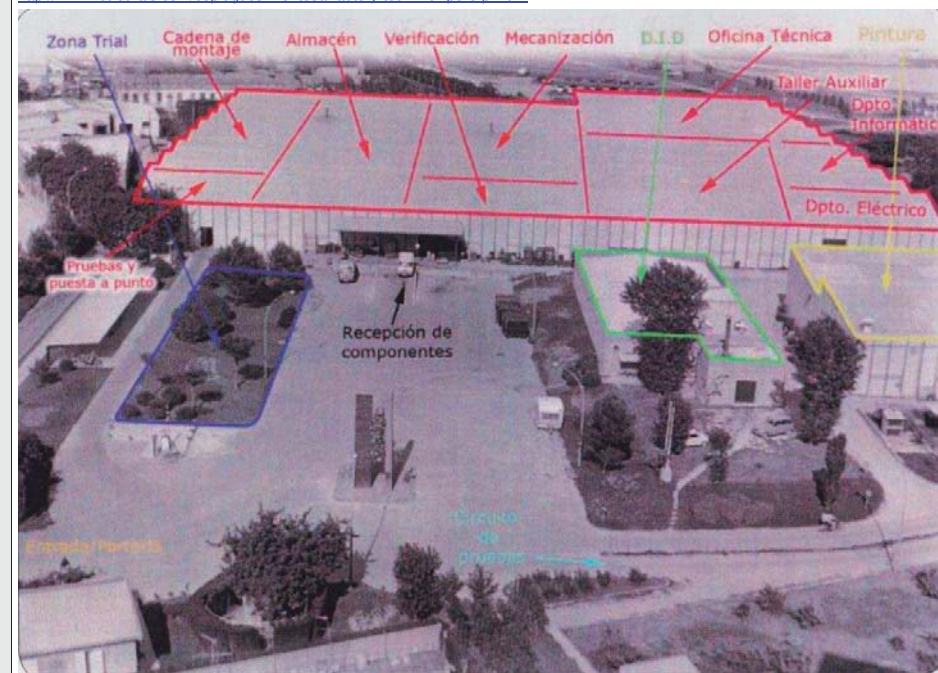 Zona Trial
Cadena de
montaje
Almacén
Verificación
Mecanización
D.I.D
Oficina Técnica
Pintura
Taller Auxiliar
Dpto.
Informátic
Dpto. Eléctrico
Pruebas y
puesta a punto
Recepción de
componentes
Circuito
de
pruebas
Entrada/Portería